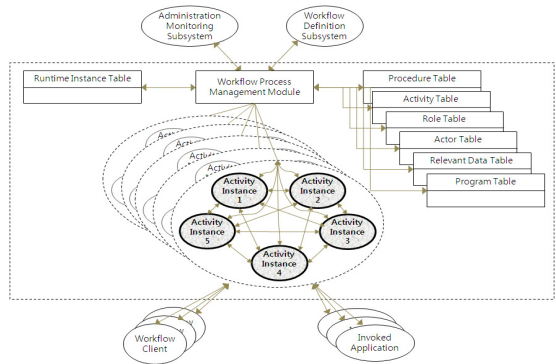 Administration
Monitoring
Subsystem
Workflow
Definition
Subsystem
Runtime Instance Table
Workflow Process
Management Module
Procedure Table
Activity Table
Role Table
Actor Table
Relevant Data Table
Program Table
Activity
Instance
1
Activity
Instance
2
Activity
Instance
5
Activity
Instance
3
Activity
Instance
4
Workflow
Client
Invoked
Application